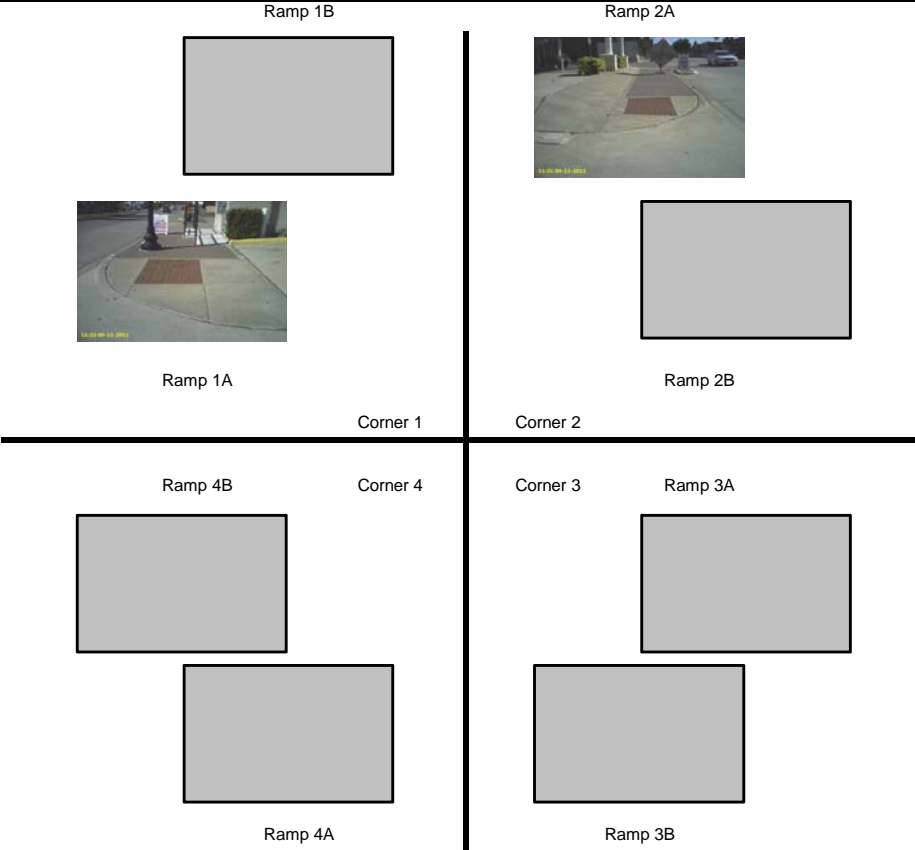 Ramp 1B
Ramp 2A
Ramp 1A
Ramp 2B
Corner 1
Corner 2
Ramp 4B
Corner 4
Corner 3
Ramp 3A
Ramp 4A
Ramp 3B